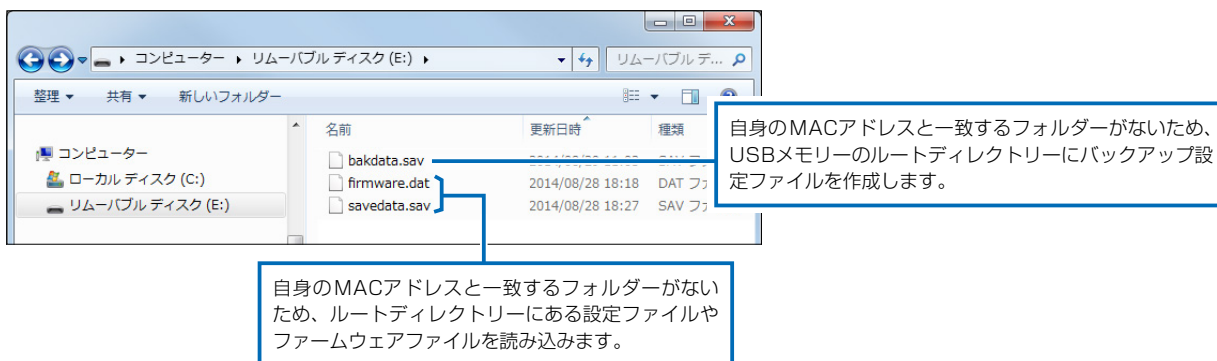 コンピューター ▸ リムーバブル ディスク (E:) ▸
リムーバブル デ...
整理 ▼ 共有 ▼ 新しいフォルダー
名前 更新日時 種類
コンピューター
ローカル ディスク (C:)
リムーバブル ディスク (E:)
bakdata.sav
firmware.dat 2014/08/28 18:18 DAT
savedata.sav 2014/08/28 18:27 SAV
自身のMACアドレスと一致するフォルダーがないため、
USBメモリーのルートディレクトリーにバックアップ設
定ファイルを作成します。
自身のMACアドレスと一致するフォルダーがない
ため、ルートディレクトリーにある設定ファイルや
ファームウェアファイルを読み込みます。